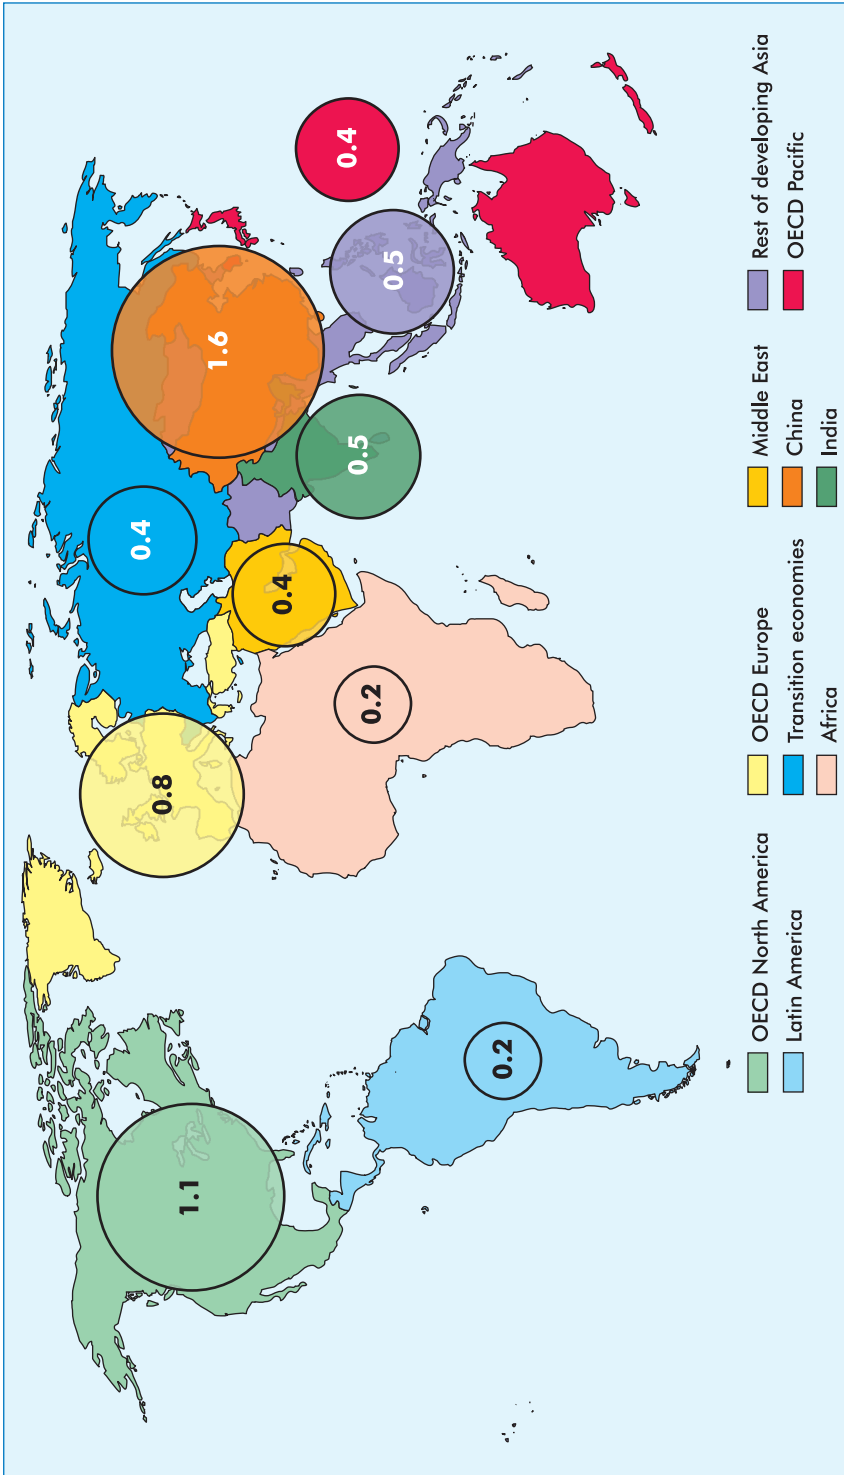 0.4
1.6
0.5
0.4
0.8
0.5
0.4
1.1
0.2
0.2
OECD North America
OECD Europe
Middle East
Rest of developing Asia
Latin America
Transition economies
China
OECD Pacific
Africa
India